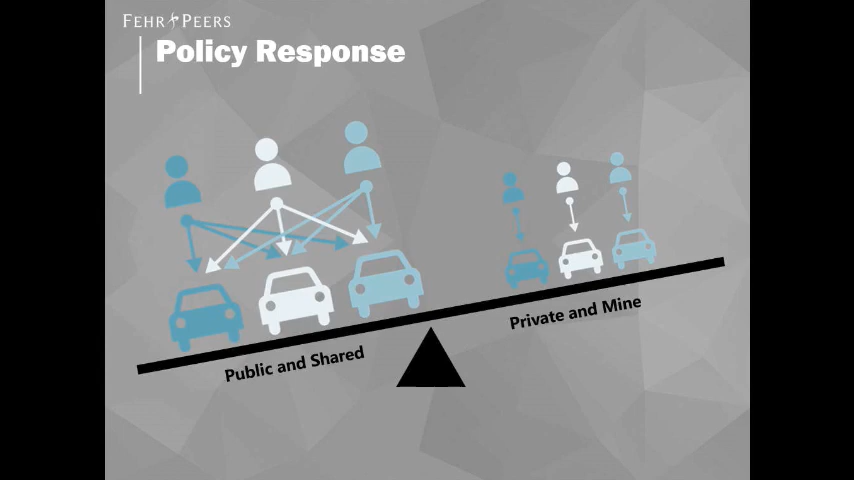 FEHR PEERS
Policy Response
Public and Shared
Private and Mine